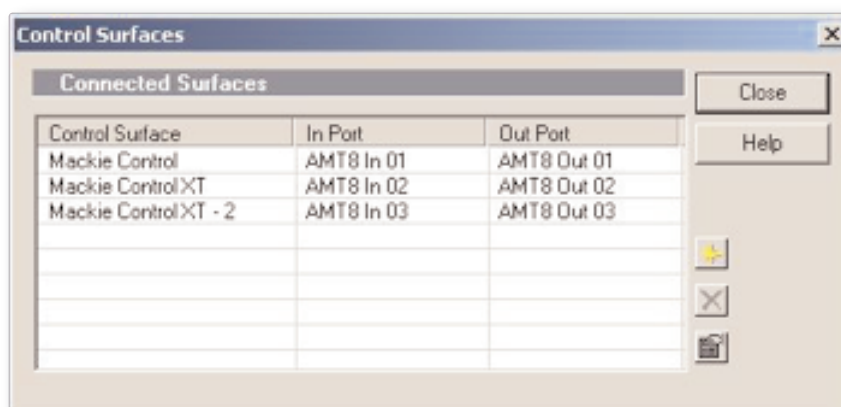 Control Surfaces
Connected Surfaces
Close
Control Surface In Port Out Port
Help
Mackie Control AMT8 In 01 AMT8 Out 01
Mackie Control XT AMT8 In 02 AMT8 Out 02
Mackie Control XT - 2 AMT8 In 03 AMT8 Out 03